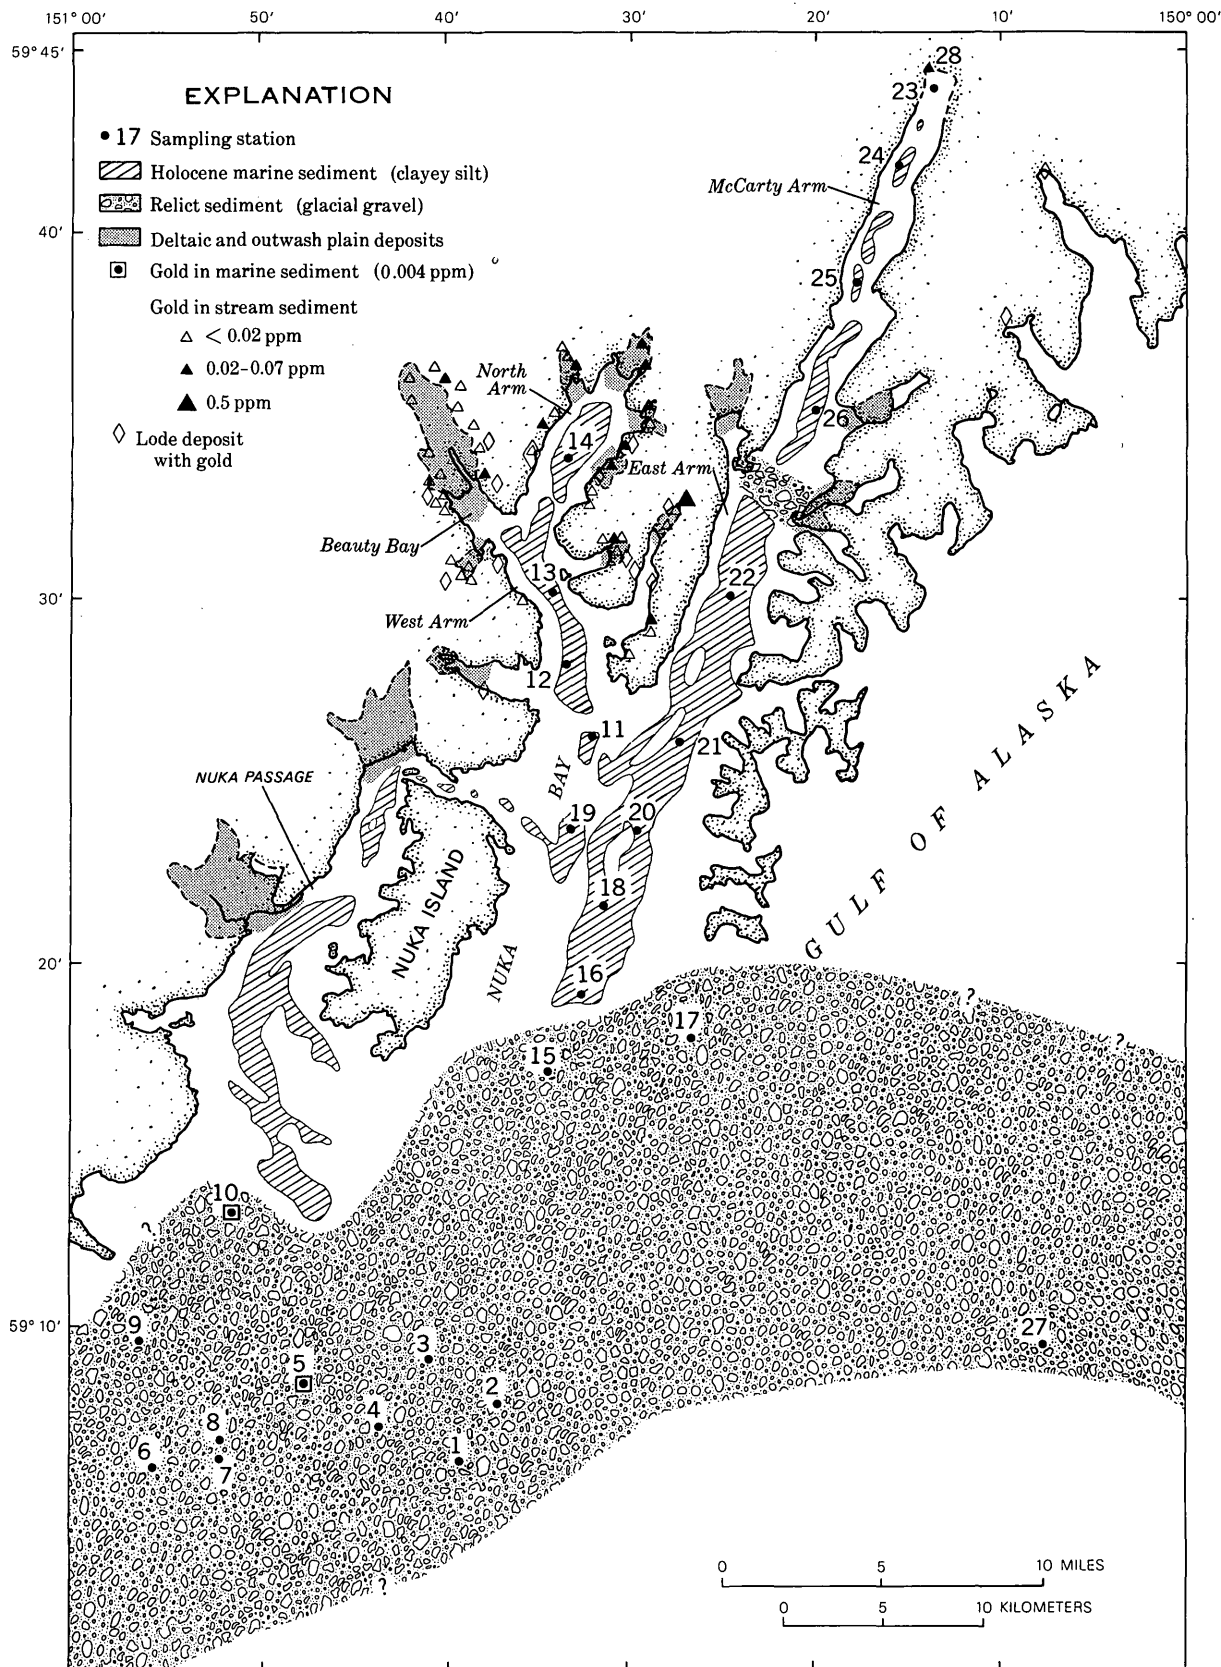 151° 00′
50′
40′
30′
20′
10′
150° 00′
59° 45′
EXPLANATION
• 17 Sampling station
Holocene marine sediment (clayey silt)
Relict sediment (glacial gravel)
Deltaic and outwash plain deposits
Gold in marine sediment (0.004 ppm)
Gold in stream sediment
< 0.02 ppm
0.02-0.07 ppm
0.5 ppm
Lode deposit
with gold
28
23
24
McCarty Arm
40′
25
North
Arm
26
14
East Arm
Beauty Bay
13
22
30′
West Arm
12
11
21
NUKA PASSAGE
BAY
19
20
GULF OF ALASKA
18
NUKA ISLAND
NUKA
20′
16
?
17
?
15
10
?
59° 10′
9
3
27
5
2
4
8
1
6
7
?
0 5 10 MILES
0 5 10 KILOMETERS